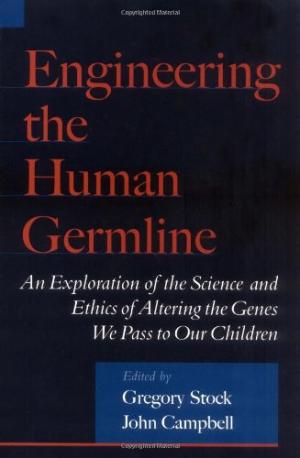 Engineering
the
Human
Germline
An Exploration of the Science and
Ethics of Altering the Genes
We Pass to Our Children
Edited by
Gregory Stock
John Campbell